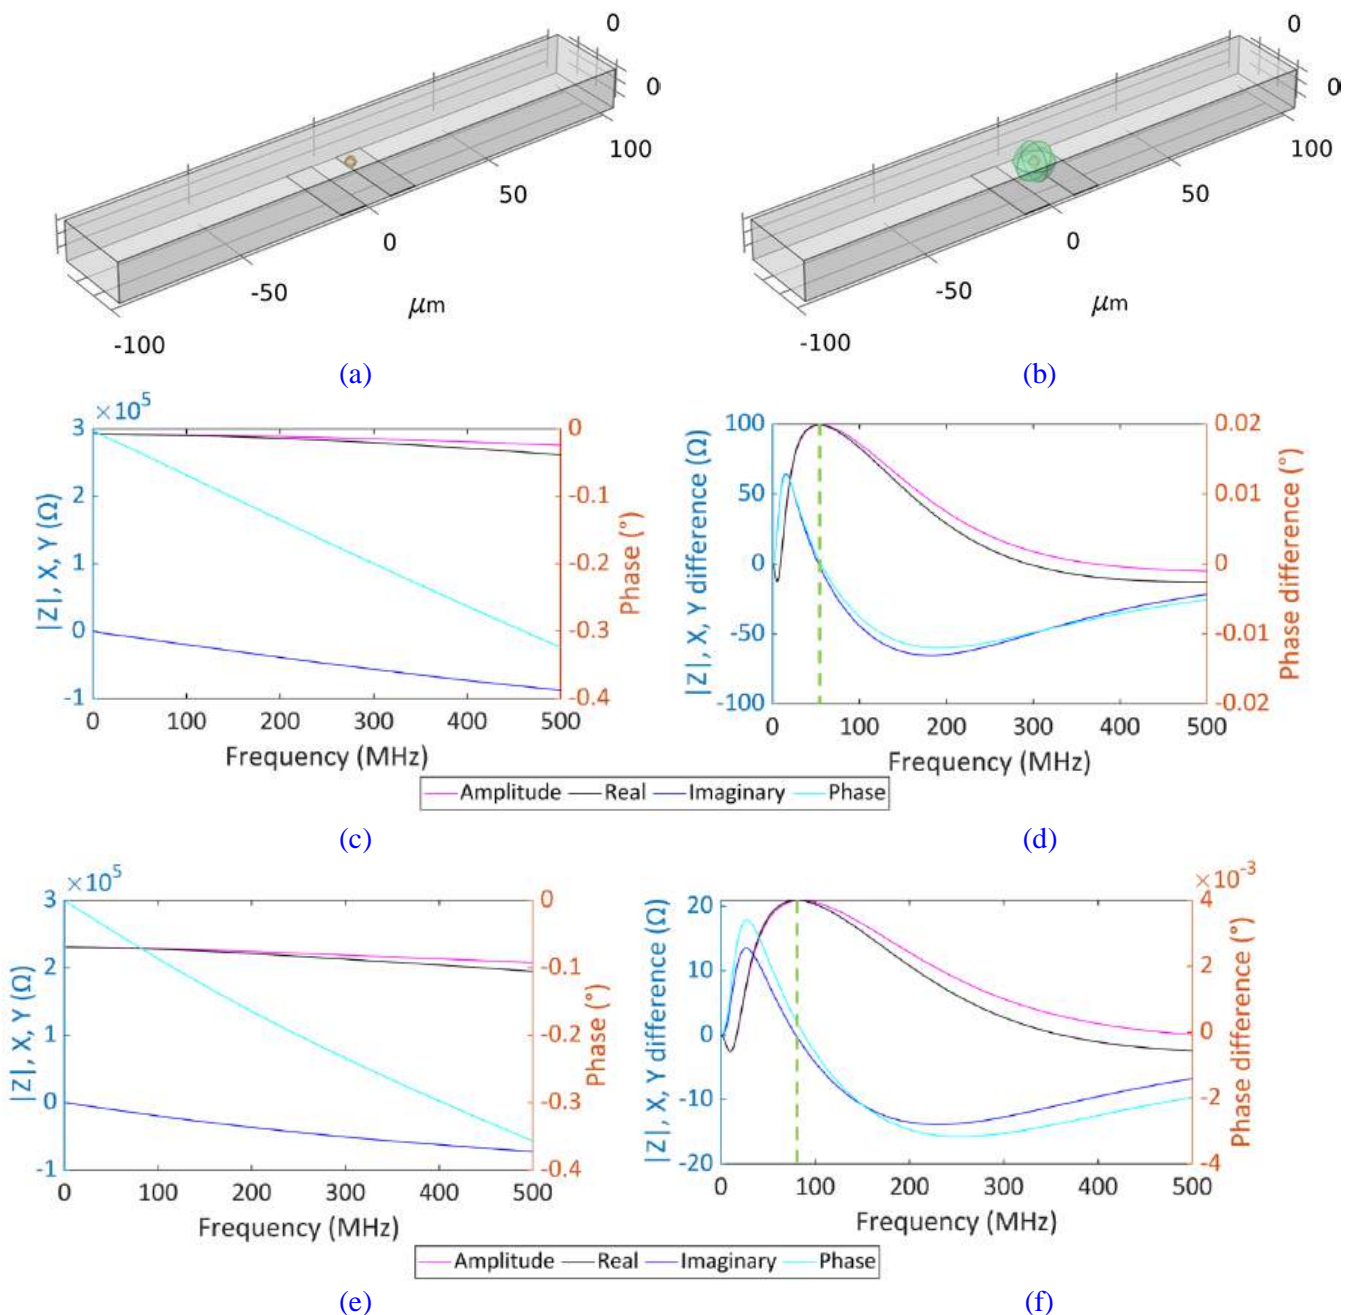 0
0
100
50
0
-50
μm
-100
(a)
0
0
100
50
0
-50
μm
-100
(b)
×10⁵
3
2
1
0
-1
|Z|, X, Y (Ω)
0
-0.1
-0.2
-0.3
-0.4
Phase (°)
0 100 200 300 400 500
Frequency (MHz)
100
50
0
-50
-100
|Z|, X, Y difference (Ω)
0.02
0.01
0
-0.01
-0.02
Phase difference (°)
0 100 200 300 400 500
Frequency (MHz)
Amplitude Real Imaginary Phase
(c)
(d)
×10⁵
3
2
1
0
-1
|Z|, X, Y (Ω)
0
-0.1
-0.2
-0.3
-0.4
Phase (°)
0 100 200 300 400 500
Frequency (MHz)
20
10
0
-10
-20
|Z|, X, Y difference (Ω)
×10⁻³
4
2
0
-2
-4
Phase difference (°)
0 100 200 300 400 500
Frequency (MHz)
Amplitude Real Imaginary Phase
(e)
(f)